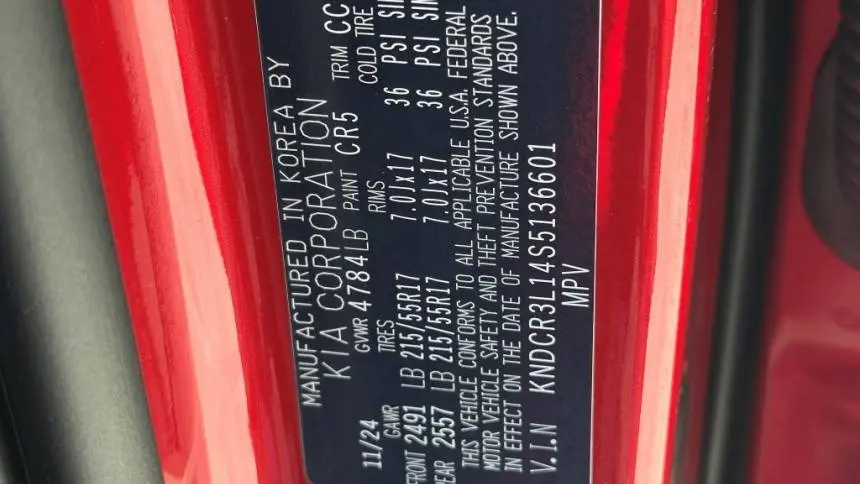 MANUFACTURED IN KOREA BY
KIA CORPORATION
11/24 GVWR 4784LB PAINT CR5 TRIM CC
GAWR TIRES RIMS COLD TIRE
FRONT 2491 LB 215/55R17 7.0Jx17 36 PSI SIN
REAR 2557 LB 215/55R17 7.0Jx17 36 PSI SIN
THIS VEHICLE CONFORMS TO ALL APPLICABLE U.S.A. FEDERAL
MOTOR VEHICLE SAFETY AND THEFT PREVENTION STANDARDS
IN EFFECT ON THE DATE OF MANUFACTURE SHOWN ABOVE.
V.I.N KNDCR3L14S5136601
MPV